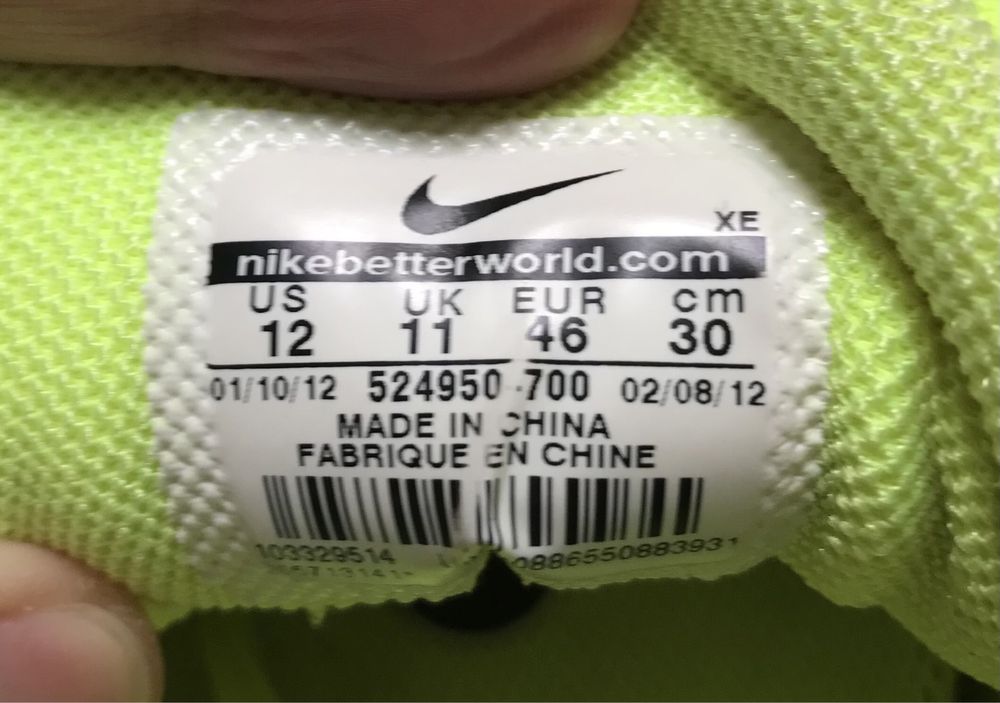 XE
nikebetterworld.com
US UK EUR cm
12 11 46 30
01/10/12 524950-700 02/08/12
MADE IN CHINA
FABRIQUE EN CHINE
103329514 0886550883931